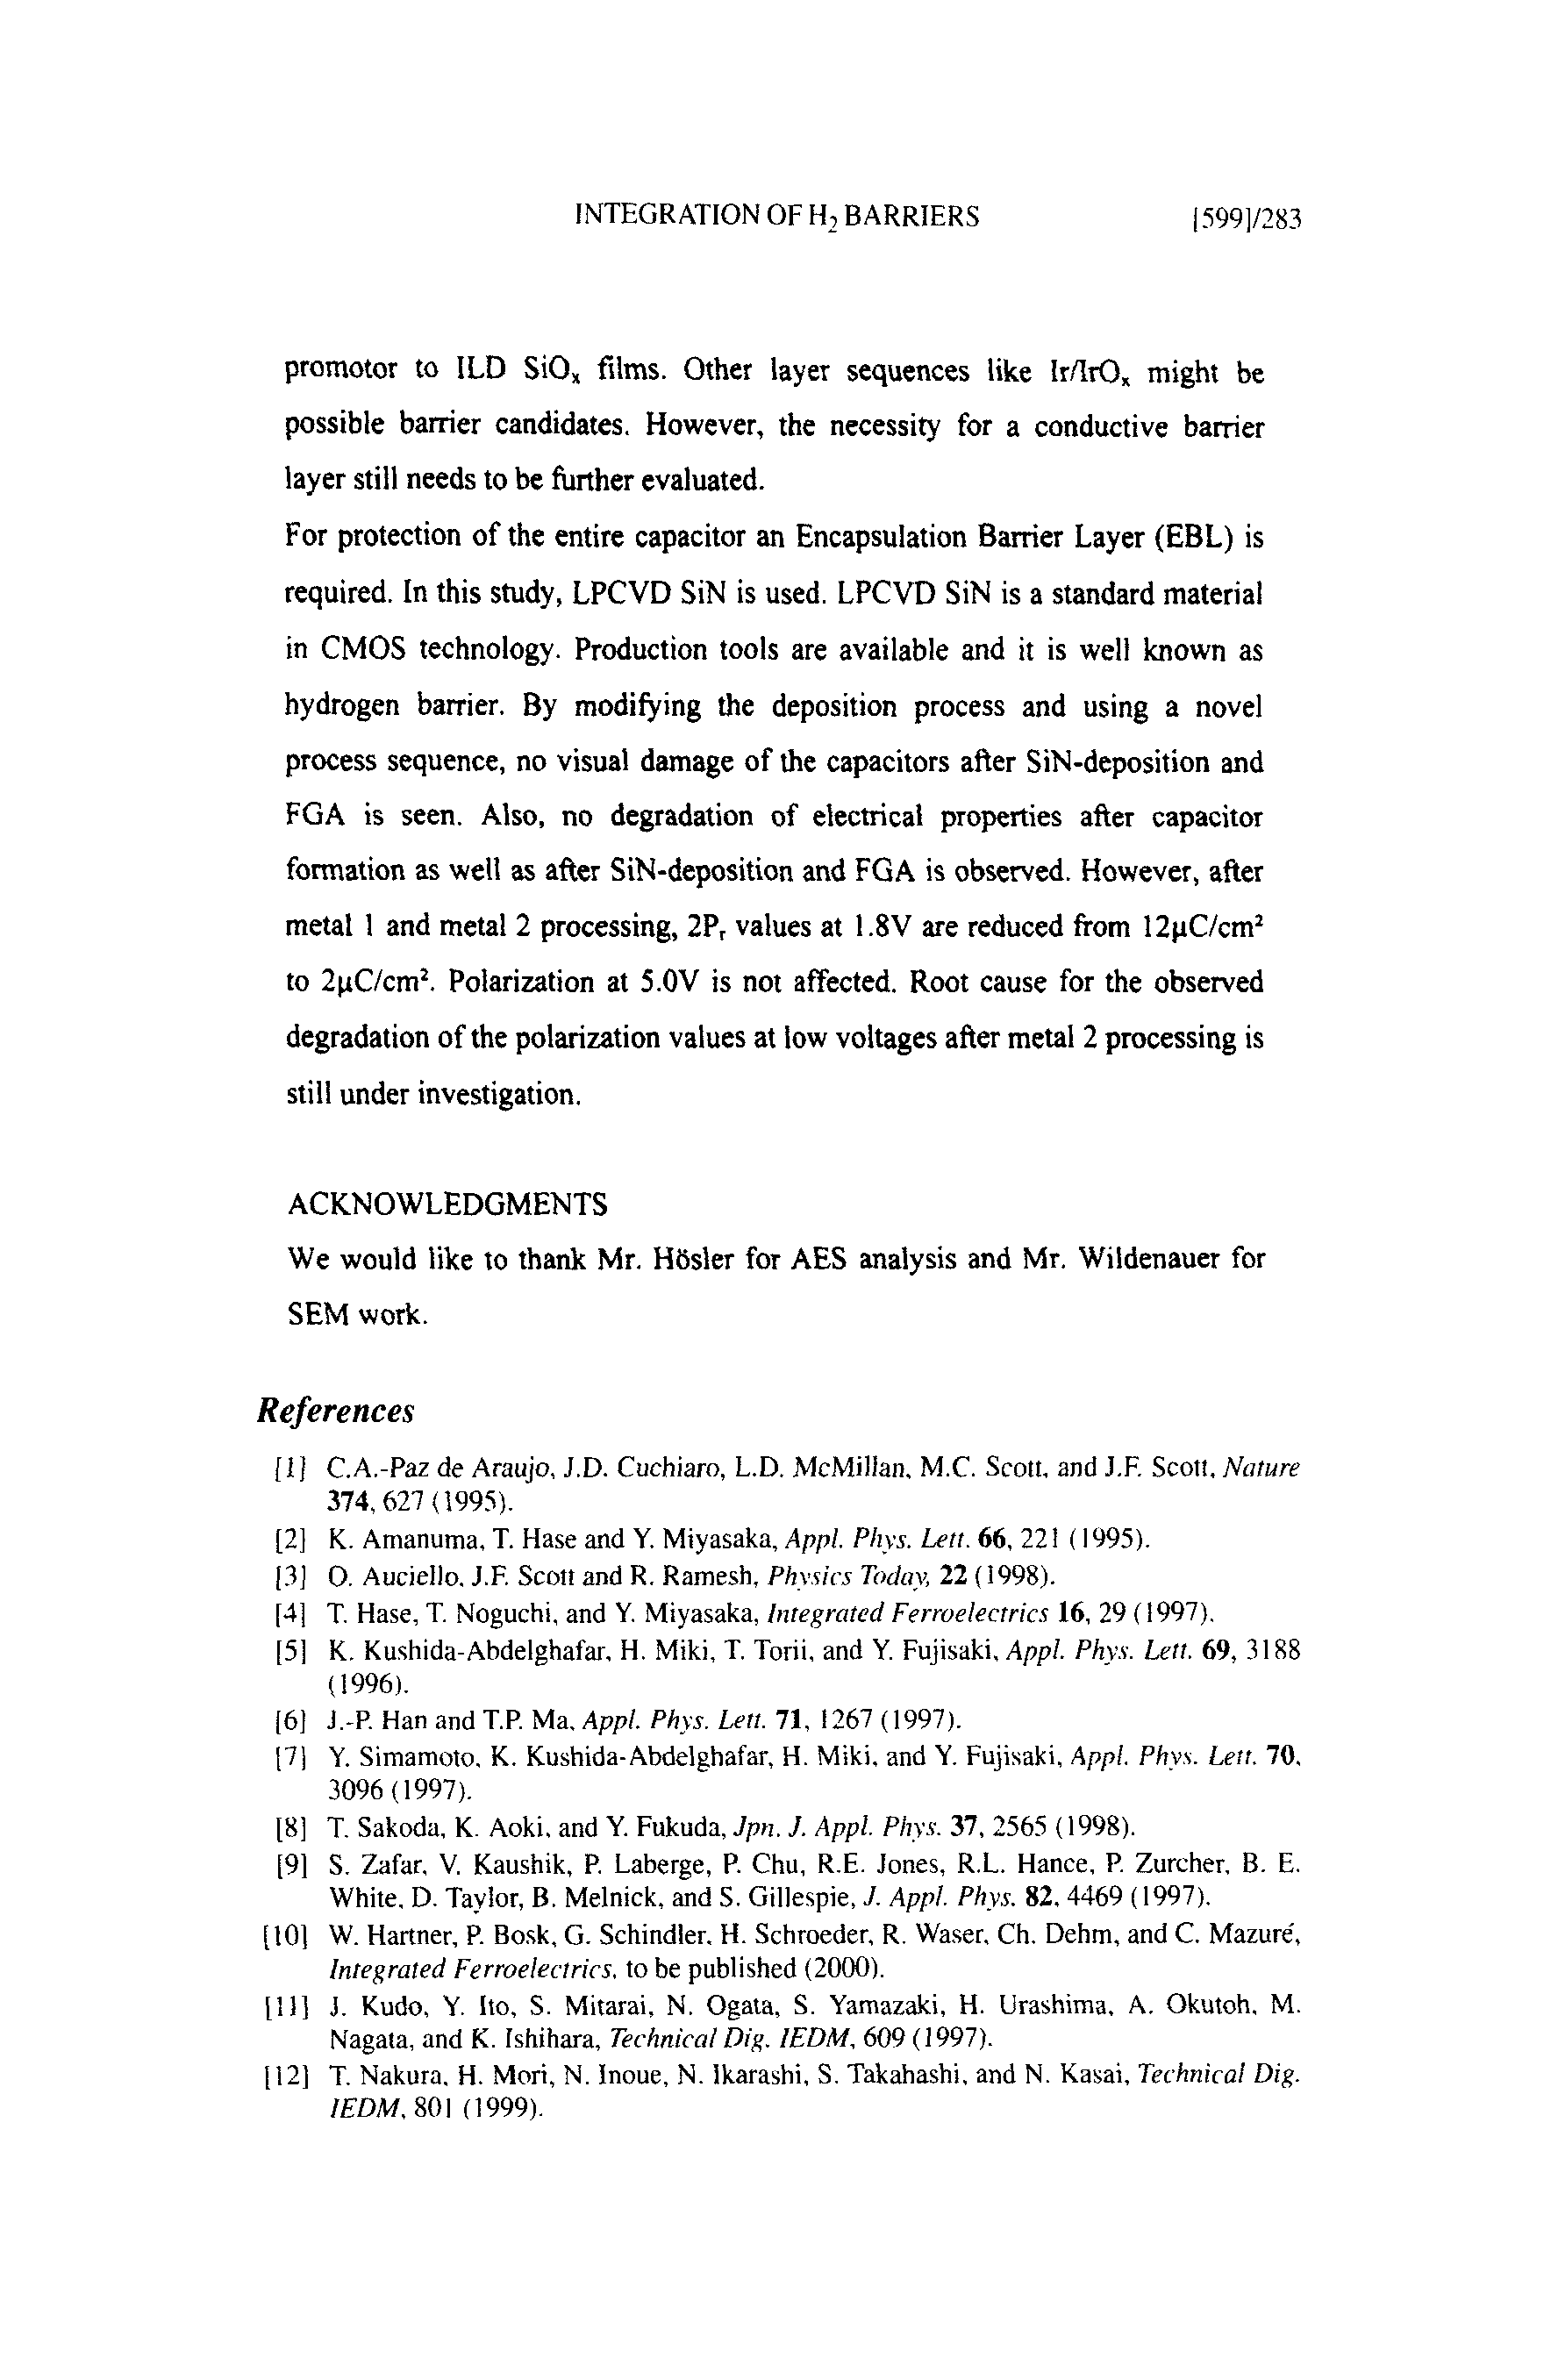 INTEGRATION OF H₂ BARRIERS [599]/283
promotor to ILD SiOₓ films. Other layer sequences like Ir/IrOₓ might be
possible barrier candidates. However, the necessity for a conductive barrier
layer still needs to be further evaluated.
For protection of the entire capacitor an Encapsulation Barrier Layer (EBL) is
required. In this study, LPCVD SiN is used. LPCVD SiN is a standard material
in CMOS technology. Production tools are available and it is well known as
hydrogen barrier. By modifying the deposition process and using a novel
process sequence, no visual damage of the capacitors after SiN-deposition and
FGA is seen. Also, no degradation of electrical properties after capacitor
formation as well as after SiN-deposition and FGA is observed. However, after
metal 1 and metal 2 processing, 2Pᵣ values at 1.8V are reduced from 12µC/cm²
to 2µC/cm². Polarization at 5.0V is not affected. Root cause for the observed
degradation of the polarization values at low voltages after metal 2 processing is
still under investigation.
ACKNOWLEDGMENTS
We would like to thank Mr. Hösler for AES analysis and Mr. Wildenauer for
SEM work.
References
[1] C.A.-Paz de Araujo, J.D. Cuchiaro, L.D. McMillan, M.C. Scott, and J.F. Scott, Nature
374, 627 (1995).
[2] K. Amanuma, T. Hase and Y. Miyasaka, Appl. Phys. Lett. 66, 221 (1995).
[3] O. Auciello, J.F. Scott and R. Ramesh, Physics Today, 22 (1998).
[4] T. Hase, T. Noguchi, and Y. Miyasaka, Integrated Ferroelectrics 16, 29 (1997).
[5] K. Kushida-Abdelghafar, H. Miki, T. Torii, and Y. Fujisaki, Appl. Phys. Lett. 69, 3188
(1996).
[6] J.-P. Han and T.P. Ma, Appl. Phys. Lett. 71, 1267 (1997).
[7] Y. Simamoto, K. Kushida-Abdelghafar, H. Miki, and Y. Fujisaki, Appl. Phys. Lett. 70,
3096 (1997).
[8] T. Sakoda, K. Aoki, and Y. Fukuda, Jpn. J. Appl. Phys. 37, 2565 (1998).
[9] S. Zafar, V. Kaushik, P. Laberge, P. Chu, R.E. Jones, R.L. Hance, P. Zurcher, B. E.
White, D. Taylor, B. Melnick, and S. Gillespie, J. Appl. Phys. 82, 4469 (1997).
[10] W. Hartner, P. Bosk, G. Schindler, H. Schroeder, R. Waser, Ch. Dehm, and C. Mazuré,
Integrated Ferroelectrics, to be published (2000).
[11] J. Kudo, Y. Ito, S. Mitarai, N. Ogata, S. Yamazaki, H. Urashima, A. Okutoh, M.
Nagata, and K. Ishihara, Technical Dig. IEDM, 609 (1997).
[12] T. Nakura, H. Mori, N. Inoue, N. Ikarashi, S. Takahashi, and N. Kasai, Technical Dig.
IEDM, 801 (1999).